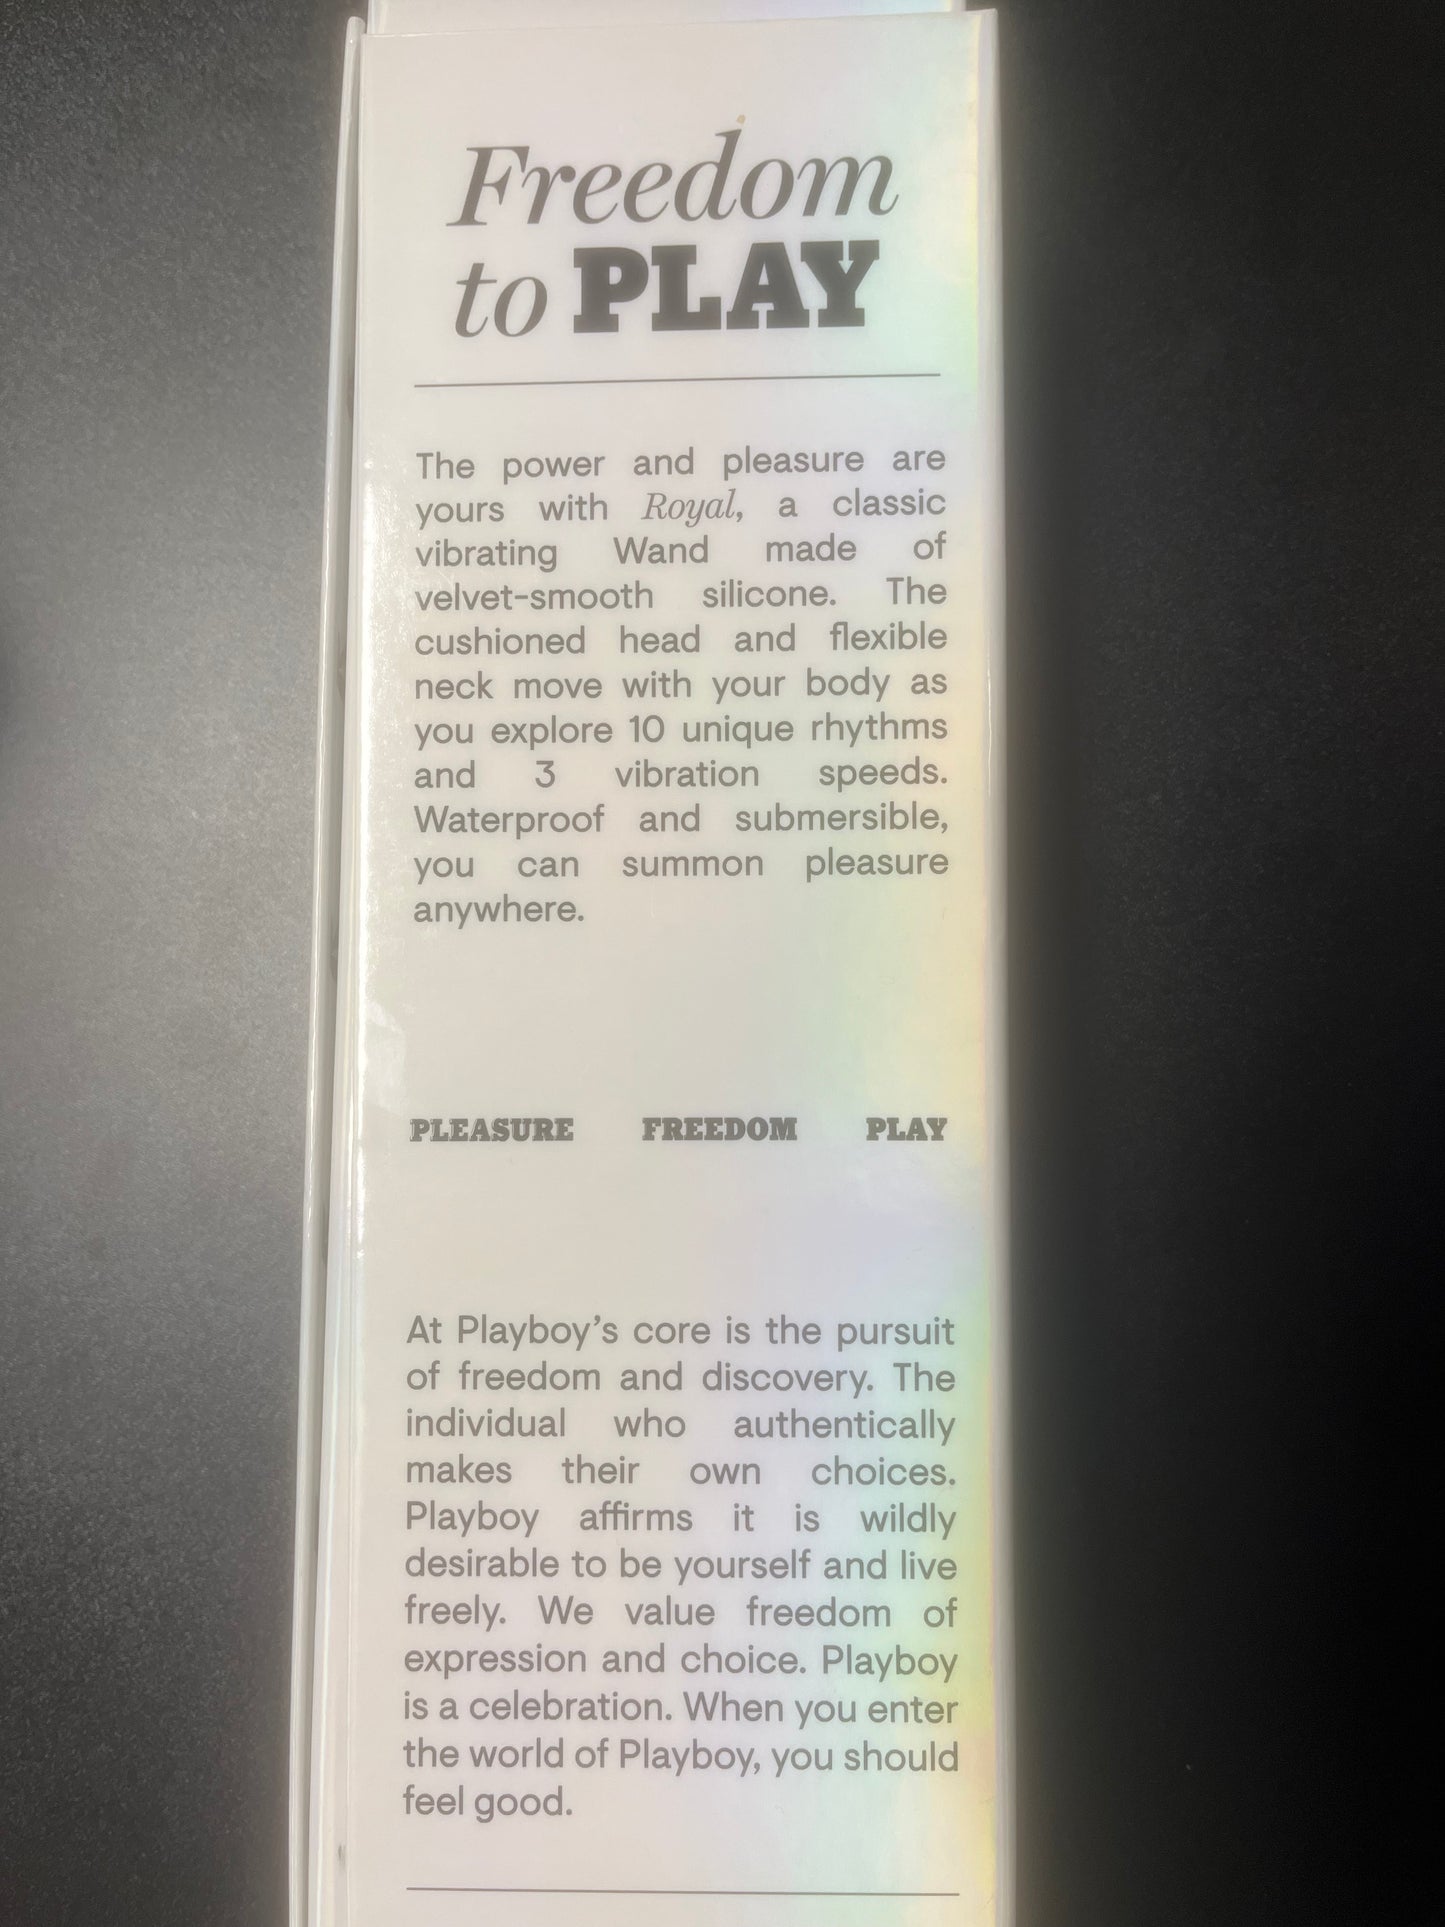 Freedom
to PLAY
The power and pleasure are
yours with Royal, a classic
vibrating Wand made of
velvet-smooth silicone. The
cushioned head and flexible
neck move with your body as
you explore 10 unique rhythms
and 3 vibration speeds.
Waterproof and submersible,
you can summon pleasure
anywhere.
PLEASURE FREEDOM PLAY
At Playboy’s core is the pursuit
of freedom and discovery. The
individual who authentically
makes their own choices.
Playboy affirms it is wildly
desirable to be yourself and live
freely. We value freedom of
expression and choice. Playboy
is a celebration. When you enter
the world of Playboy, you should
feel good.